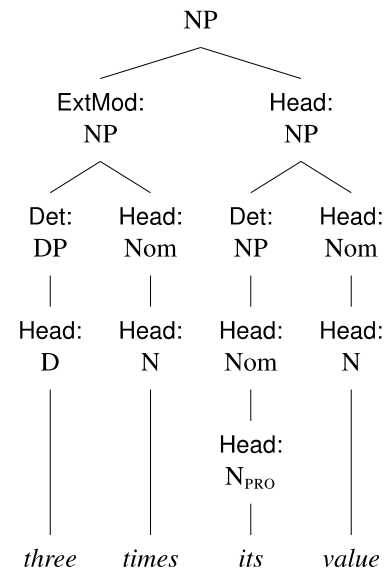 NP
ExtMod: Head:
NP NP
Det: Head: Det: Head:
DP Nom NP Nom
Head: Head: Head: Head:
D N Nom N
Head:
N_PRO
three times its value